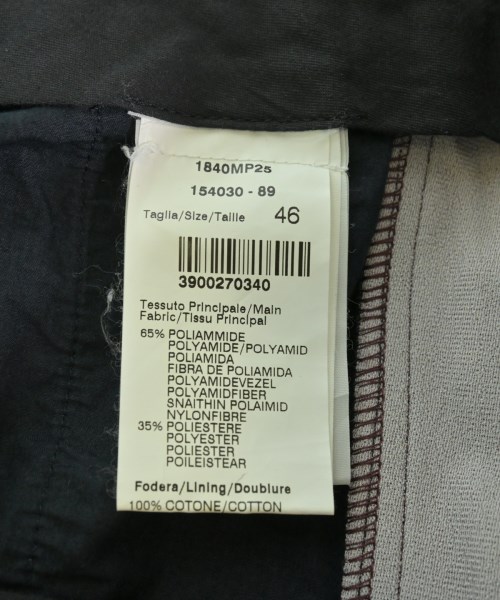 1840MP25
154030 - 89
Taglia/Size/Taille 46
3900270340
Tessuto Principale/Main
Fabric/Tissu Principal
65% POLIAMMIDE
POLYAMIDE/POLYAMID
POLIAMIDA
FIBRA DE POLIAMIDA
POLYAMIDEVEZEL
POLYAMIDFIBER
SNAITHIN POLAIMID
NYLONFIBRE
35% POLIESTERE
POLYESTER
POLIESTER
POILEISTEAR
Fodera/Lining/Doublure
100% COTONE/COTTON